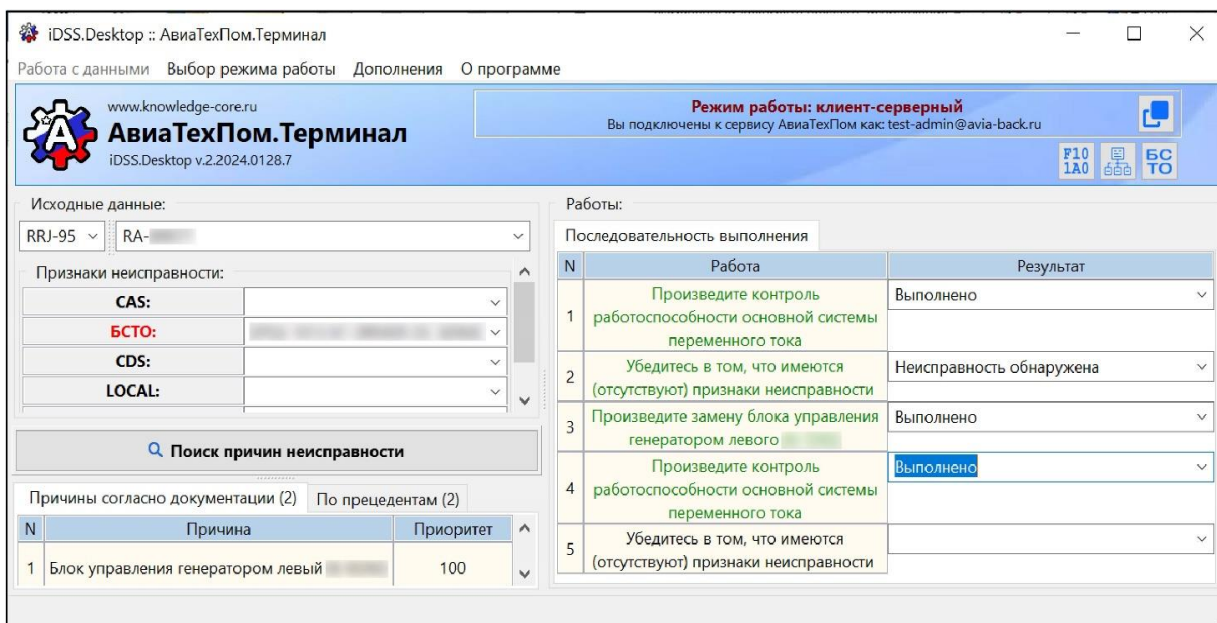 iDSS.Desktop :: АвиаТехПом.Терминал
Работа с данными Выбор режима работы Дополнения О программе
www.knowledge-core.ru
АвиаТехПом.Терминал
iDSS.Desktop v.2.2024.0128.7
Режим работы: клиент-серверный
Вы подключены к сервису АвиаТехПом как: test-admin@avia-back.ru
F10
1A0
БС
ТО
Исходные данные:
RRJ-95 RA-
Признаки неисправности:
CAS:
БСТО:
CDS:
LOCAL:
Поиск причин неисправности
Причины согласно документации (2) По прецедентам (2)
N Причина Приоритет
1 Блок управления генератором левый 100
Работы:
Последовательность выполнения
N Работа Результат
1 Произведите контроль
работоспособности основной системы
переменного тока
Выполнено
2 Убедитесь в том, что имеются
(отсутствуют) признаки неисправности
Неисправность обнаружена
3 Произведите замену блока управления
генератором левого
Выполнено
4 Произведите контроль
работоспособности основной системы
переменного тока
Выполнено
5 Убедитесь в том, что имеются
(отсутствуют) признаки неисправности